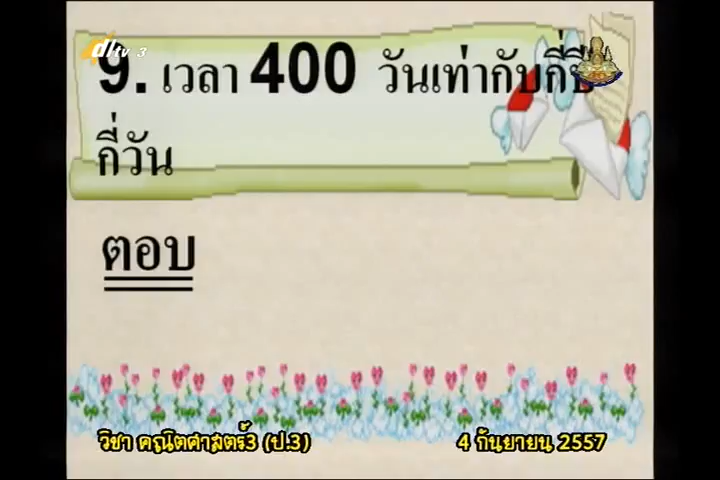 dltv 3
9. เวลา 400 วันเท่ากับกี่ปี
กี่วัน
ตอบ
วิชา คณิตศาสตร์3 (ป.3)
4 กันยายน 2557